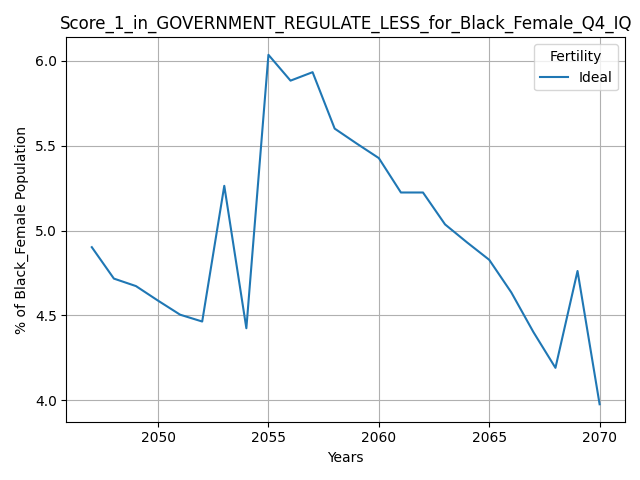 Score_1_in_GOVERNMENT_REGULATE_LESS_for_Black_Female_Q4_IQ
Fertility
Ideal
% of Black_Female Population
6.0
5.5
5.0
4.5
4.0
2050
2055
2060
2065
2070
Years